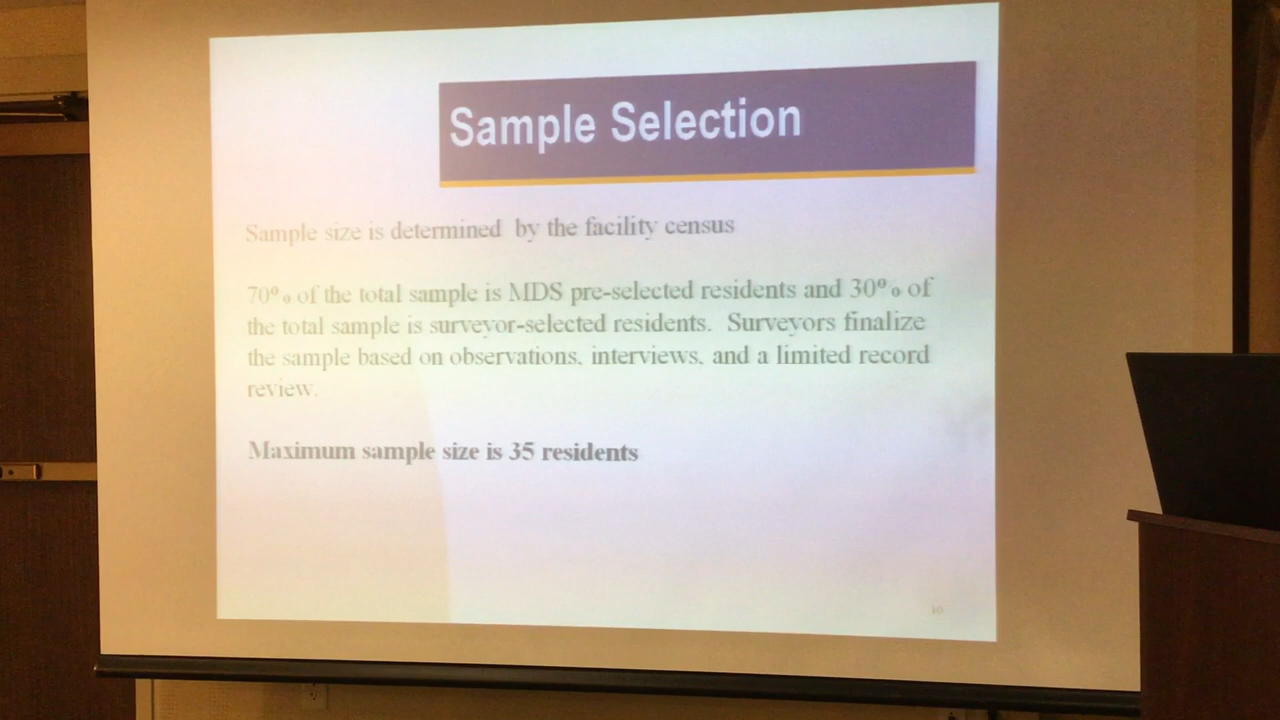 Sample Selection
Sample size is determined by the facility census
70% of the total sample is MDS pre-selected residents and 30% of
the total sample is surveyor-selected residents. Surveyors finalize
the sample based on observations, interviews, and a limited record
review.
Maximum sample size is 35 residents
10